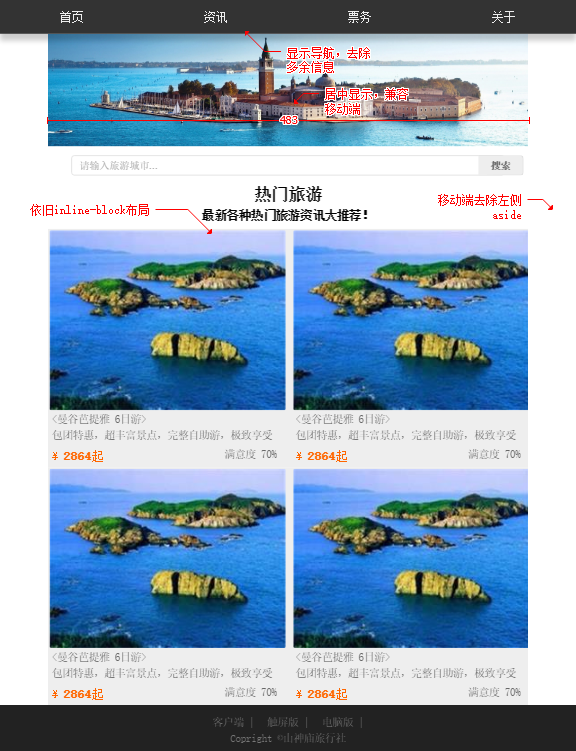 首页 资讯 票务 关于
显示导航，去除
多余信息
居中显示，兼容
移动端
483
请输入旅游城市... 搜索
热门旅游
最新各种热门旅游资讯大推荐!
依旧inline-block布局
移动端去除左侧
aside
<曼谷芭提雅 6日游> <曼谷芭提雅 6日游>
包团特惠，超丰富景点，完整自助游，极致享受 包团特惠，超丰富景点，完整自助游，极致享受
¥ 2864起 满意度 70% ¥ 2864起 满意度 70%
<曼谷芭提雅 6日游> <曼谷芭提雅 6日游>
包团特惠，超丰富景点，完整自助游，极致享受 包团特惠，超丰富景点，完整自助游，极致享受
¥ 2864起 满意度 70% ¥ 2864起 满意度 70%
客户端 | 触屏版 | 电脑版 |
Copright ©山神庙旅行社